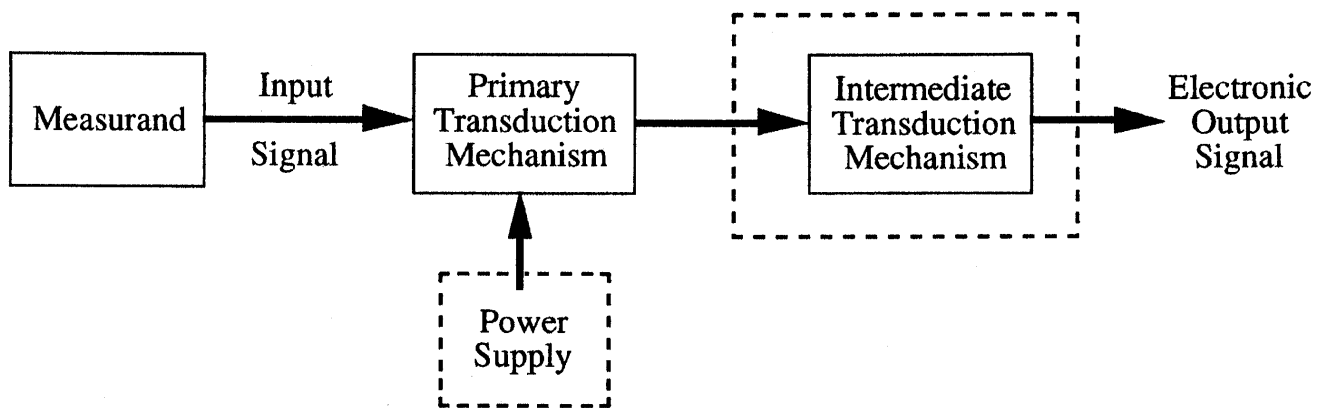 Measurand
Input
Signal
Primary
Transduction
Mechanism
Intermediate
Transduction
Mechanism
Electronic
Output
Signal
Power
Supply